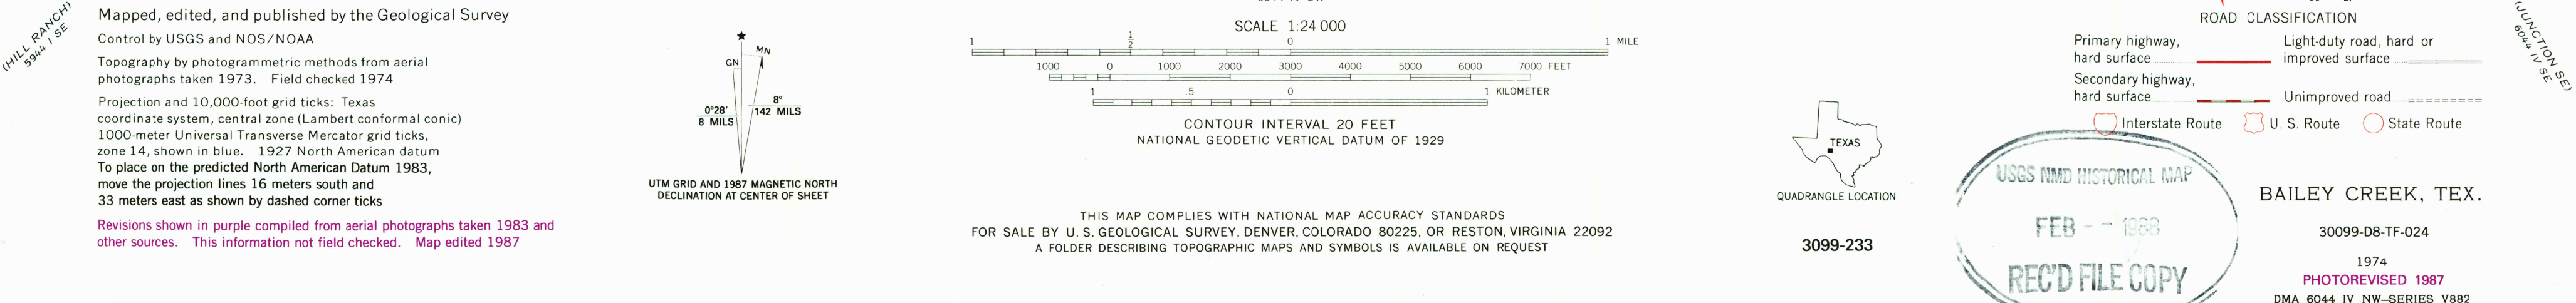 (HILL RANCH)
5944 I SE
Mapped, edited, and published by the Geological Survey
Control by USGS and NOS/NOAA
Topography by photogrammetric methods from aerial
photographs taken 1973. Field checked 1974
Projection and 10,000-foot grid ticks: Texas
coordinate system, central zone (Lambert conformal conic)
1000-meter Universal Transverse Mercator grid ticks,
zone 14, shown in blue. 1927 North American datum
To place on the predicted North American Datum 1983,
move the projection lines 16 meters south and
33 meters east as shown by dashed corner ticks
Revisions shown in purple compiled from aerial photographs taken 1983 and
other sources. This information not field checked. Map edited 1987
★
MN
GN
0°28′
8 MILS
8°
142 MILS
UTM GRID AND 1987 MAGNETIC NORTH
DECLINATION AT CENTER OF SHEET
SCALE 1:24 000
1 ½ 0 1 MILE
1000 0 1000 2000 3000 4000 5000 6000 7000 FEET
1 .5 0 1 KILOMETER
CONTOUR INTERVAL 20 FEET
NATIONAL GEODETIC VERTICAL DATUM OF 1929
THIS MAP COMPLIES WITH NATIONAL MAP ACCURACY STANDARDS
FOR SALE BY U. S. GEOLOGICAL SURVEY, DENVER, COLORADO 80225, OR RESTON, VIRGINIA 22092
A FOLDER DESCRIBING TOPOGRAPHIC MAPS AND SYMBOLS IS AVAILABLE ON REQUEST
TEXAS
QUADRANGLE LOCATION
3099-233
ROAD CLASSIFICATION
Primary highway,
hard surface
Light-duty road, hard or
improved surface
Secondary highway,
hard surface
Unimproved road
Interstate Route U. S. Route State Route
(JUNCTION SE)
6044 IV SE
USGS NMD HISTORICAL MAP
FEB - - 1988
REC'D FILE COPY
BAILEY CREEK, TEX.
30099-D8-TF-024
1974
PHOTOREVISED 1987
DMA 6044 IV NW–SERIES V882